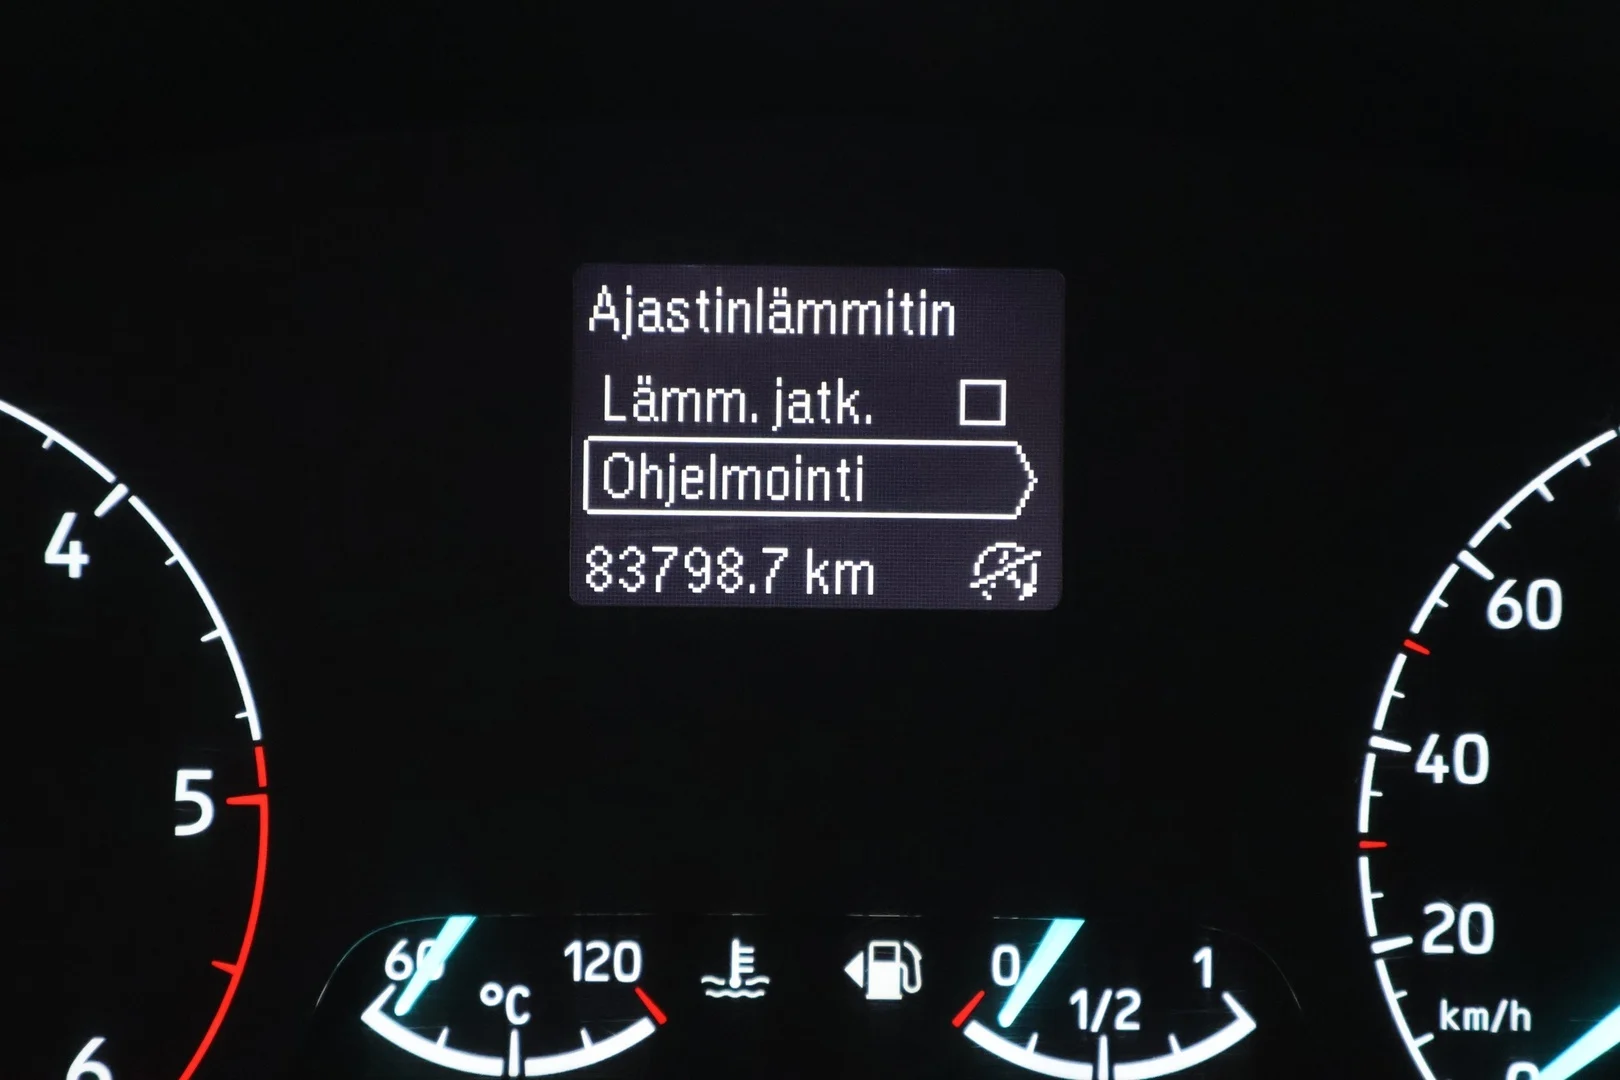 Ajastinlämmitin
Lämm. jatk.
Ohjelmointi
83798.7 km
4
5
6
60
40
20
km/h
0
60
120
°C
0
1/2
1